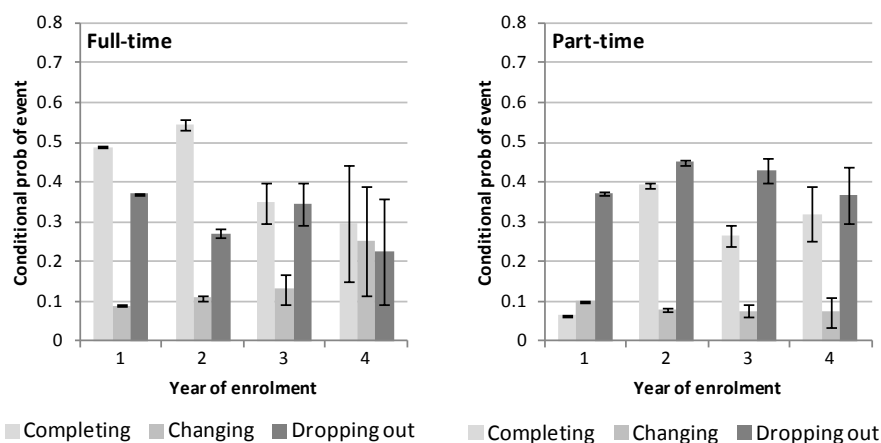 Full-time
Conditional prob of event
0.8
0.7
0.6
0.5
0.4
0.3
0.2
0.1
0
1 2 3 4
Year of enrolment
Completing Changing Dropping out
Part-time
Conditional prob of event
0.8
0.7
0.6
0.5
0.4
0.3
0.2
0.1
0
1 2 3 4
Year of enrolment
Completing Changing Dropping out